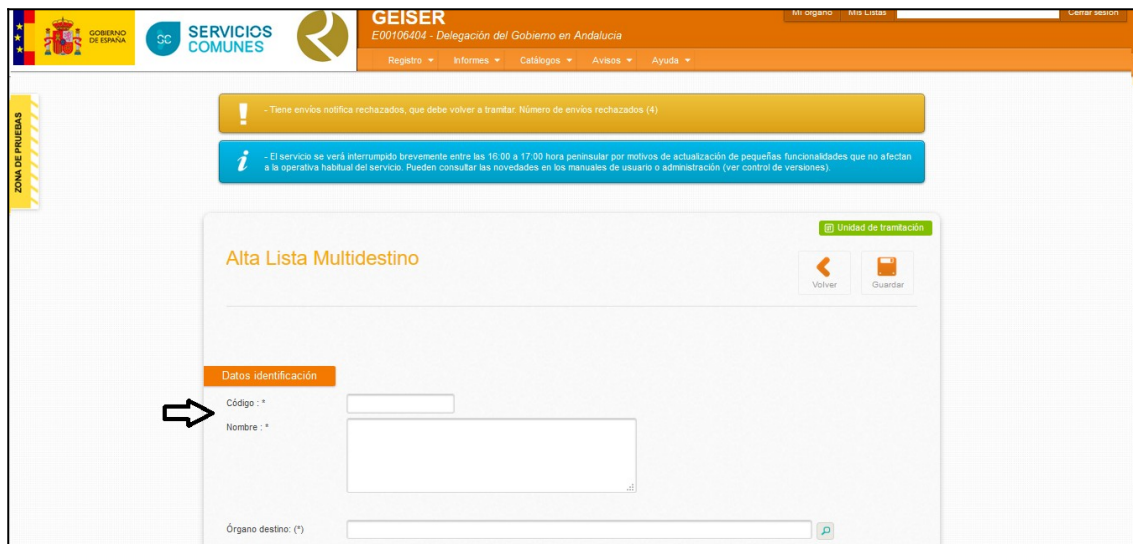 GOBIERNO
DE ESPAÑA
SC
SERVICIOS
COMUNES
GEISER
E00106404 - Delegación del Gobierno en Andalucia
Mi órgano Mis Listas Cerrar sesión
Registro Informes Catálogos Avisos Ayuda
ZONA DE PRUEBAS
- Tiene envíos notifica rechazados, que debe volver a tramitar. Número de envíos rechazados (4)
- El servicio se verá interrumpido brevemente entre las 16:00 a 17:00 hora peninsular por motivos de actualización de pequeñas funcionalidades que no afectan
a la operativa habitual del servicio. Pueden consultar las novedades en los manuales de usuario o administración (ver control de versiones).
Unidad de tramitación
Alta Lista Multidestino
Volver Guardar
Datos identificación
Código : *
Nombre : *
Órgano destino: (*)